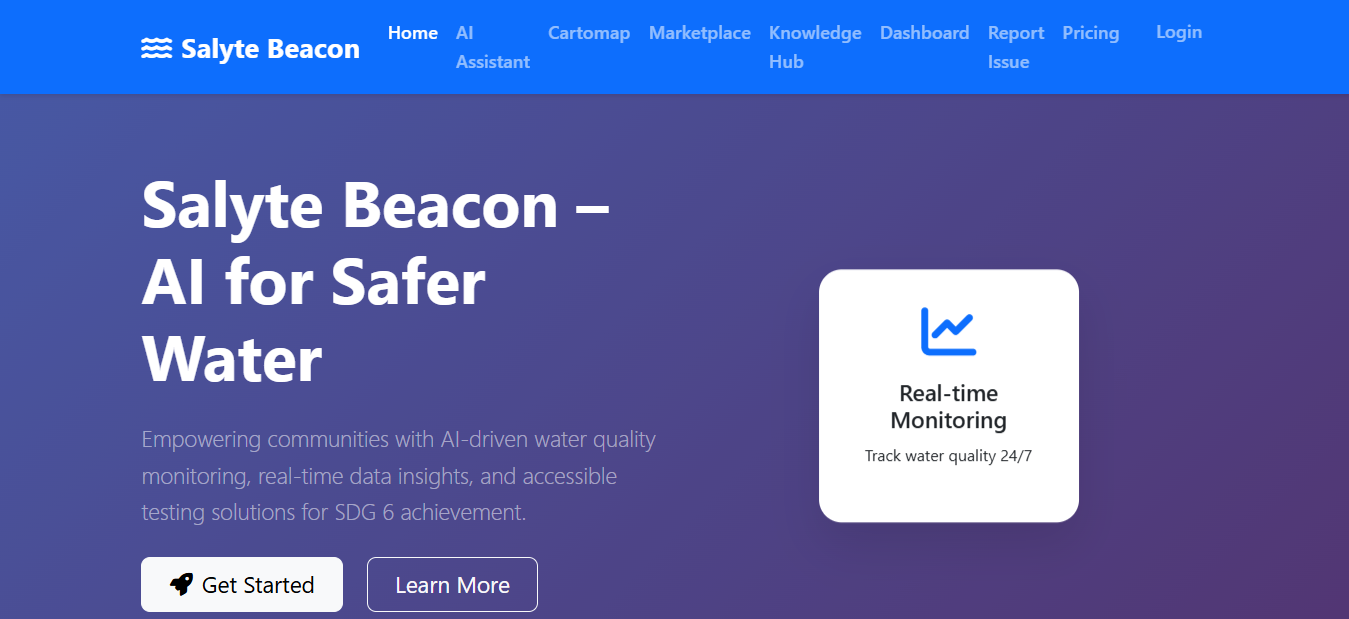 Salyte Beacon
Home
AI
Assistant
Cartomap
Marketplace
Knowledge
Hub
Dashboard
Report
Issue
Pricing
Login
Salyte Beacon –
AI for Safer
Water
Empowering communities with AI-driven water quality
monitoring, real-time data insights, and accessible
testing solutions for SDG 6 achievement.
Get Started
Learn More
Real-time
Monitoring
Track water quality 24/7